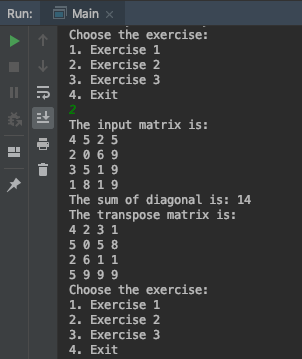 Run: Main ×
Choose the exercise:
1. Exercise 1
2. Exercise 2
3. Exercise 3
4. Exit
2
The input matrix is:
4 5 2 5
2 0 6 9
3 5 1 9
1 8 1 9
The sum of diagonal is: 14
The transpose matrix is:
4 2 3 1
5 0 5 8
2 6 1 1
5 9 9 9
Choose the exercise:
1. Exercise 1
2. Exercise 2
3. Exercise 3
4. Exit